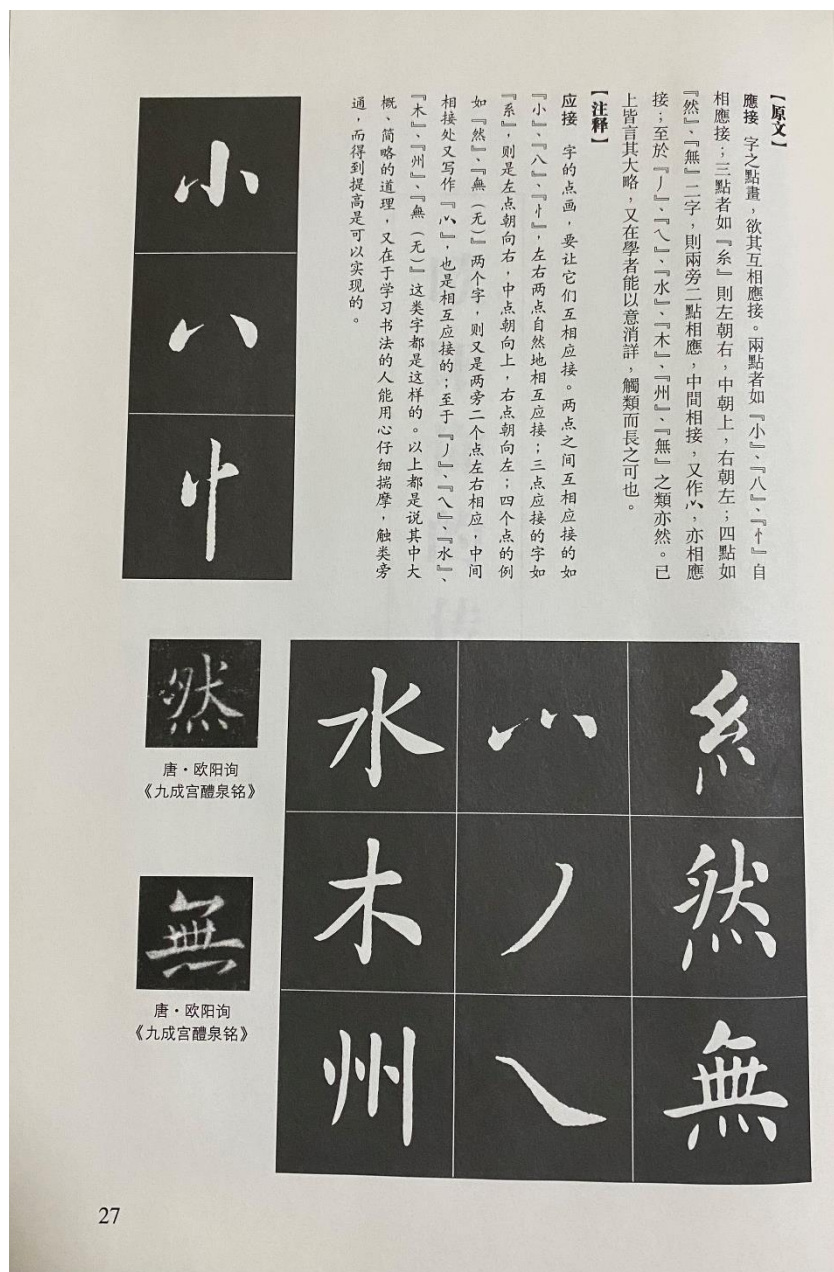 【原文】
應接 字之點畫，欲其互相應接。兩點者如『小』、『八』、『忄』自
相應接；三點者如『糸』則左朝右，中朝上，右朝左；四點如
『然』、『無』二字，則兩旁二點相應，中間相接，又作灬，亦相應
接；至於『丿』、『乀』、『水』、『木』、『州』、『無』之類亦然。已
上皆言其大略，又在學者能以意消詳，觸類而長之可也。
【注释】
应接 字的点画，要让它们互相应接。两点之间互相应接的如
『小』、『八』、『忄』，左右两点自然地相互应接；三点应接的字如
『系』，则是左点朝向右，中点朝向上，右点朝向左；四个点的例
如『然』、『無（无）』两个字，则又是两旁二个点左右相应，中间
相接处又写作『灬』，也是相互应接的；至于『丿』、『乀』、『水』、
『木』、『州』、『無（无）』这类字都是这样的。以上都是说其中大
概、简略的道理，又在于学习书法的人能用心仔细揣摩，触类旁
通，而得到提高是可以实现的。
小
八
忄
糸
然
無
灬
丿
乀
水
木
州
然
唐·欧阳询
《九成宫醴泉铭》
無
唐·欧阳询
《九成宫醴泉铭》
27